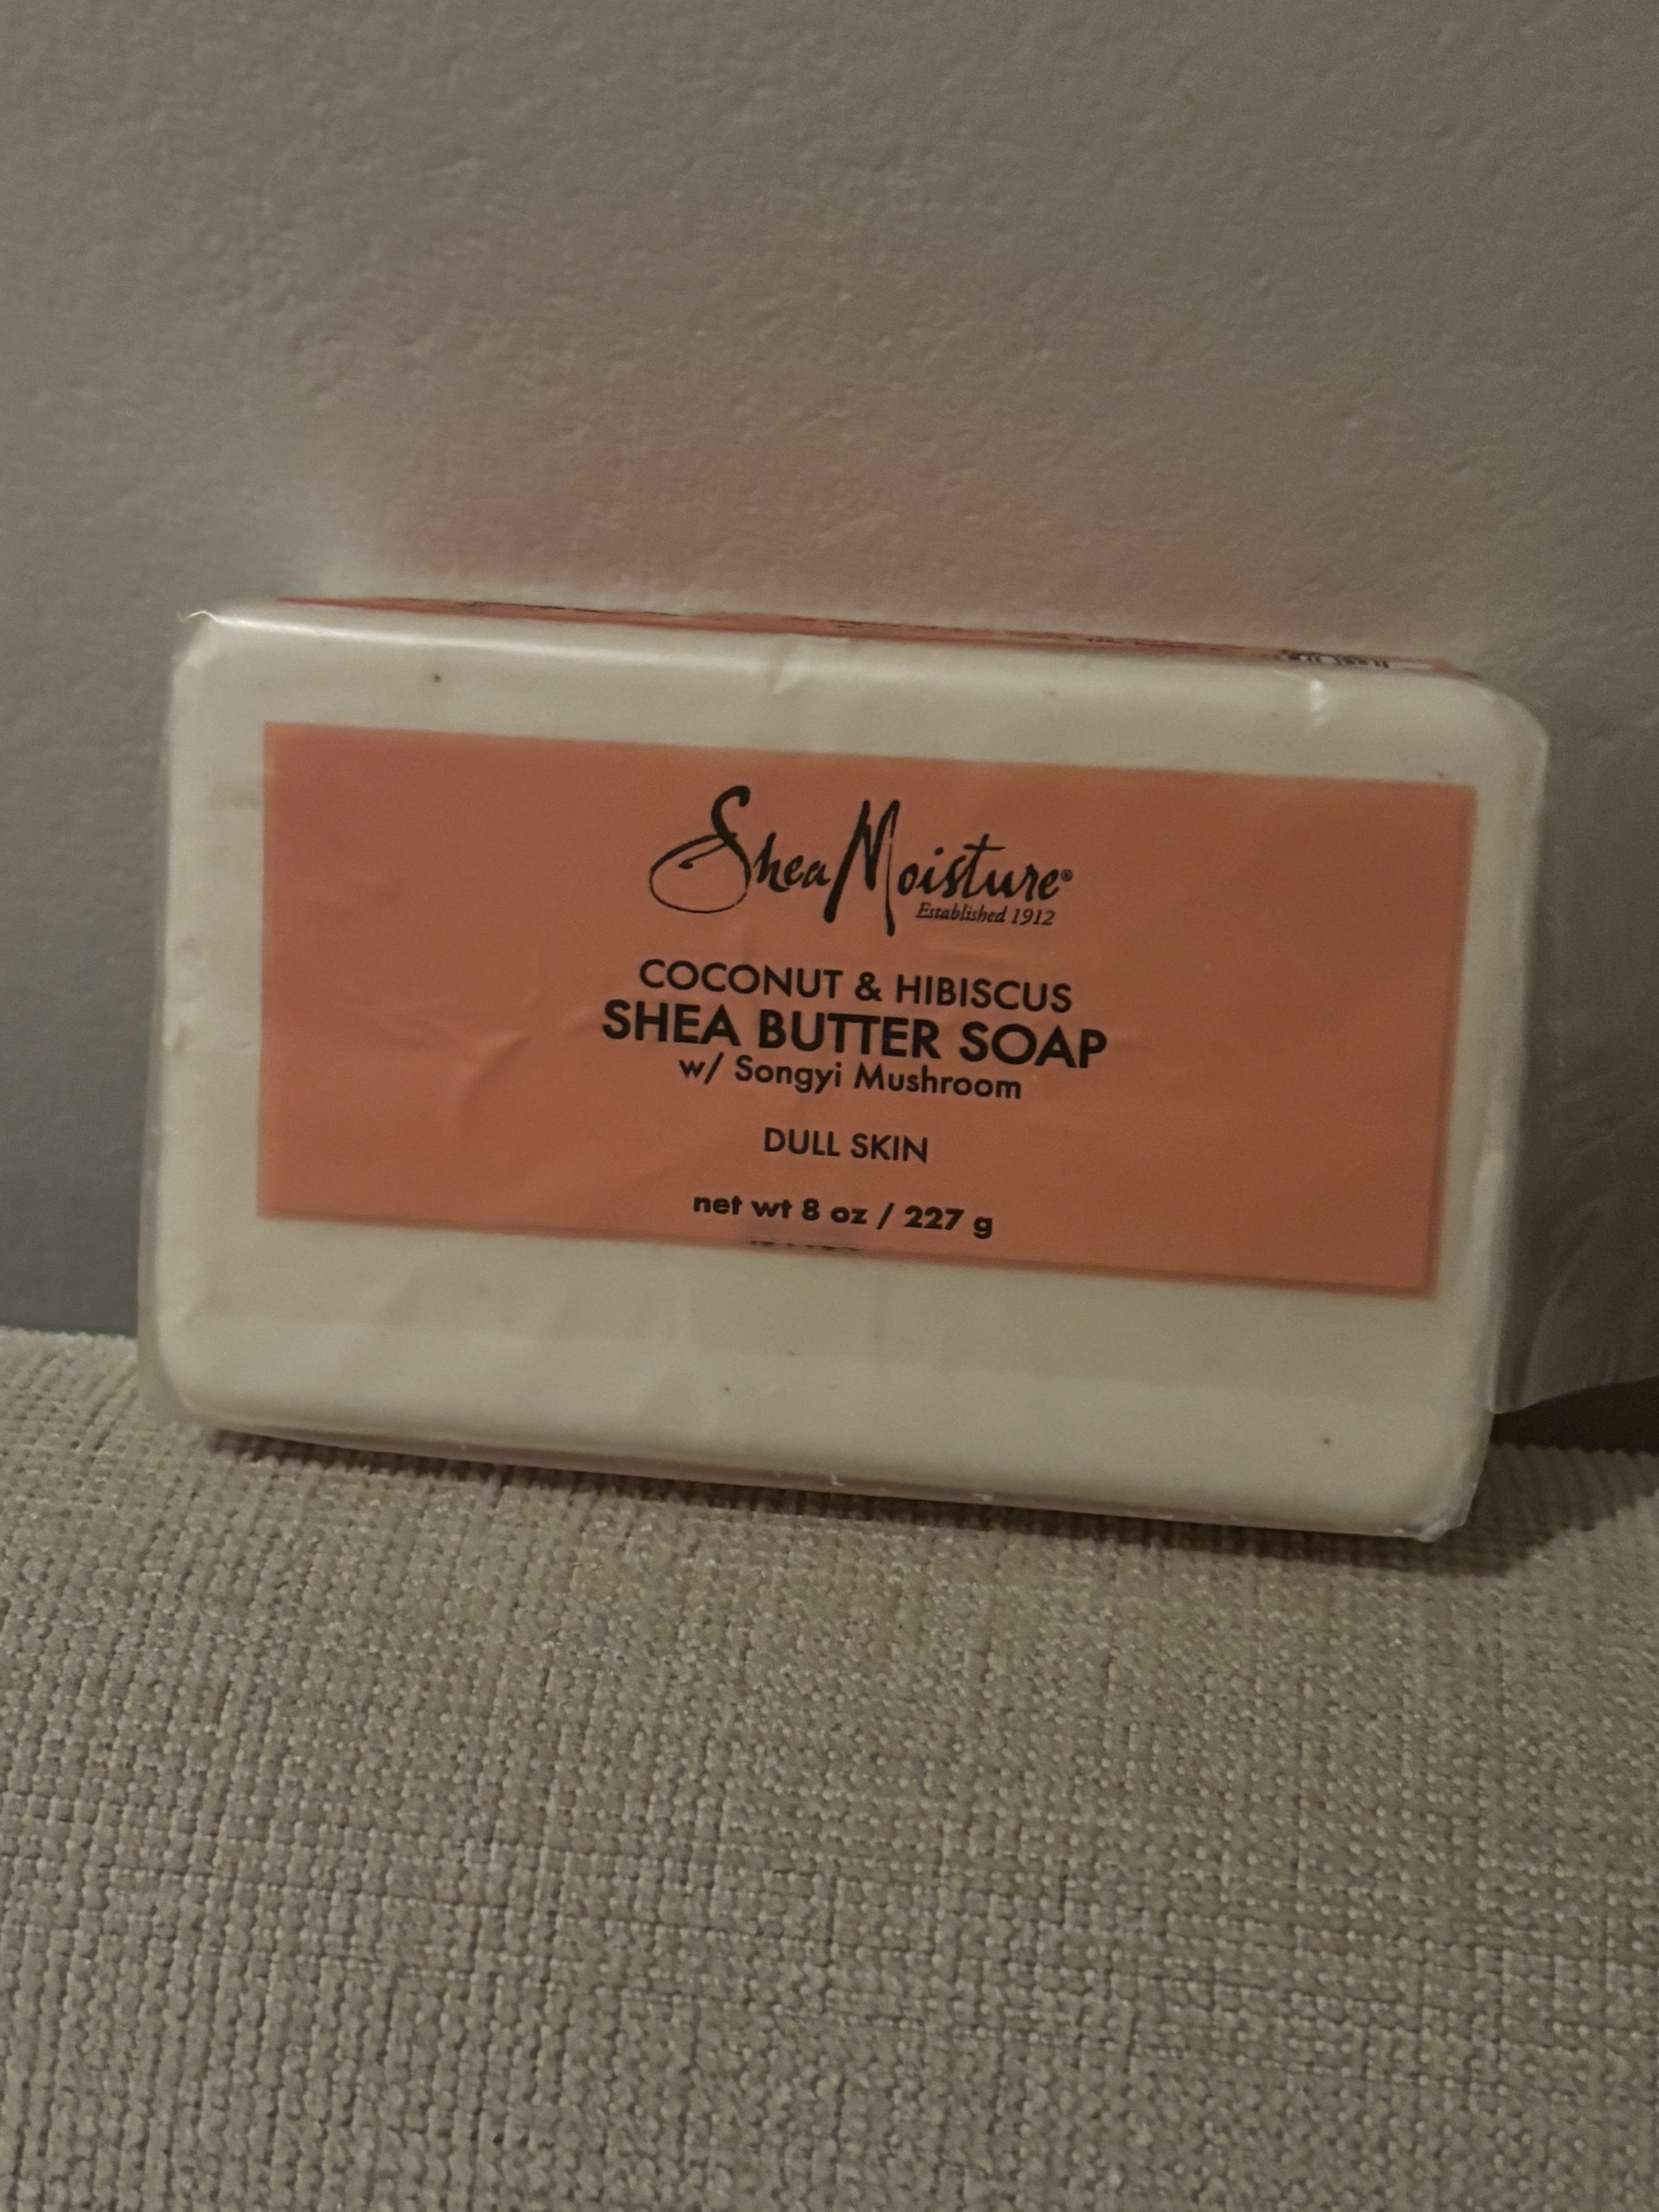 SheaMoisture®
Established 1912
COCONUT & HIBISCUS
SHEA BUTTER SOAP
w/ Songyi Mushroom
DULL SKIN
net wt 8 oz / 227 g